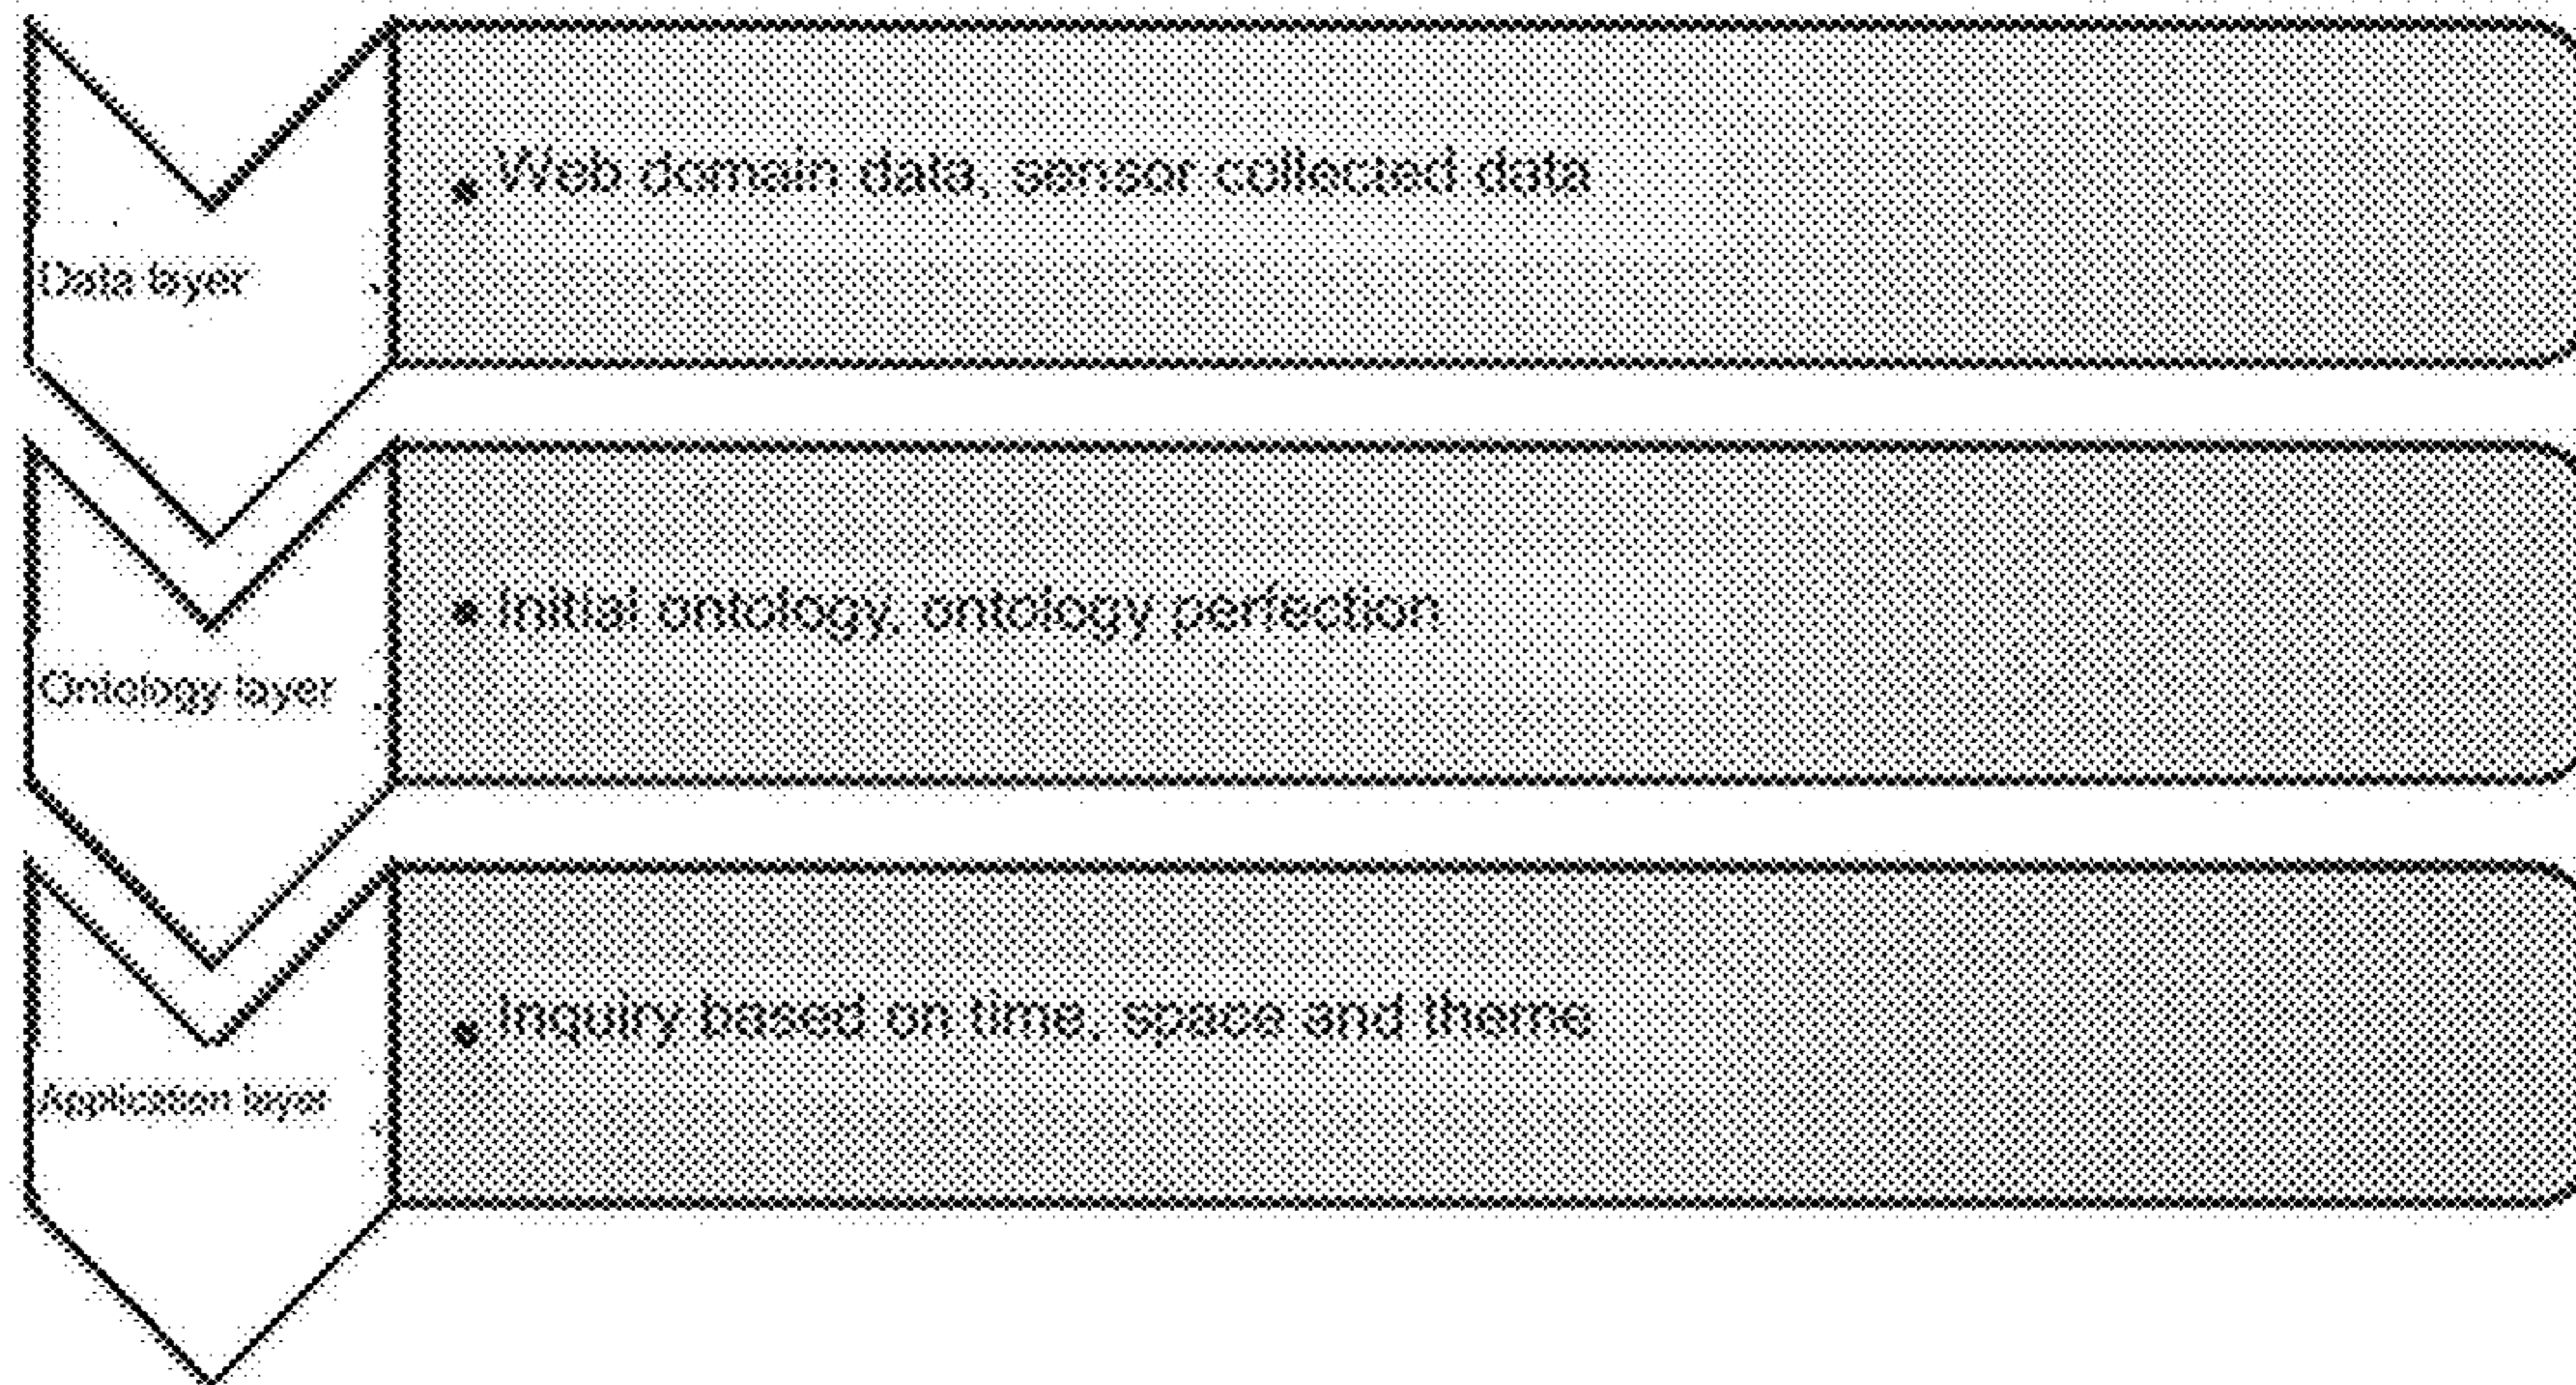 • Web domain data, sensor collected data
Data layer
• Initial ontology, ontology perfection
Ontology layer
• Inquiry based on time, space and theme
Application layer